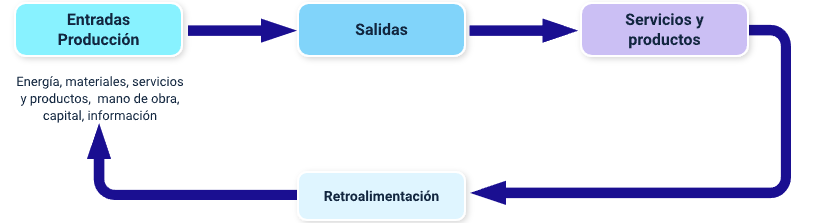 Entradas
Producción
Salidas
Servicios y
productos
Energía, materiales, servicios
y productos, mano de obra,
capital, información
Retroalimentación